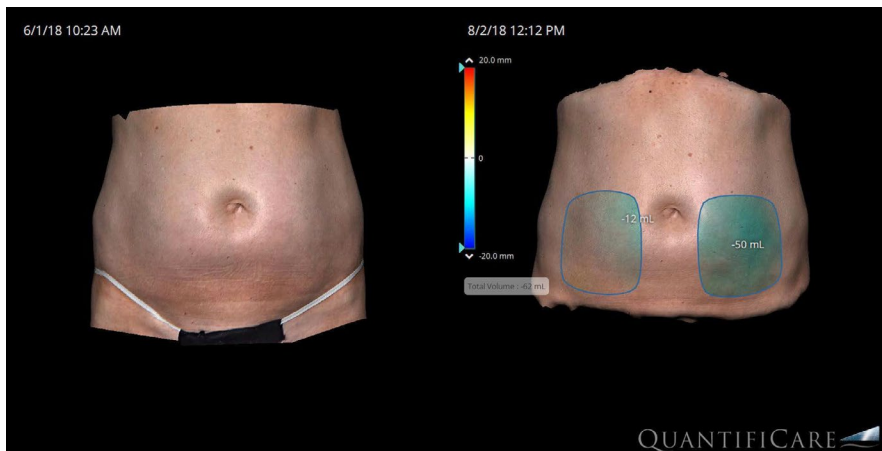 6/1/18 10:23 AM
8/2/18 12:12 PM
20.0 mm
0
-20.0 mm
-12 mL
-50 mL
Total Volume : -62 mL
QUANTIFICARE